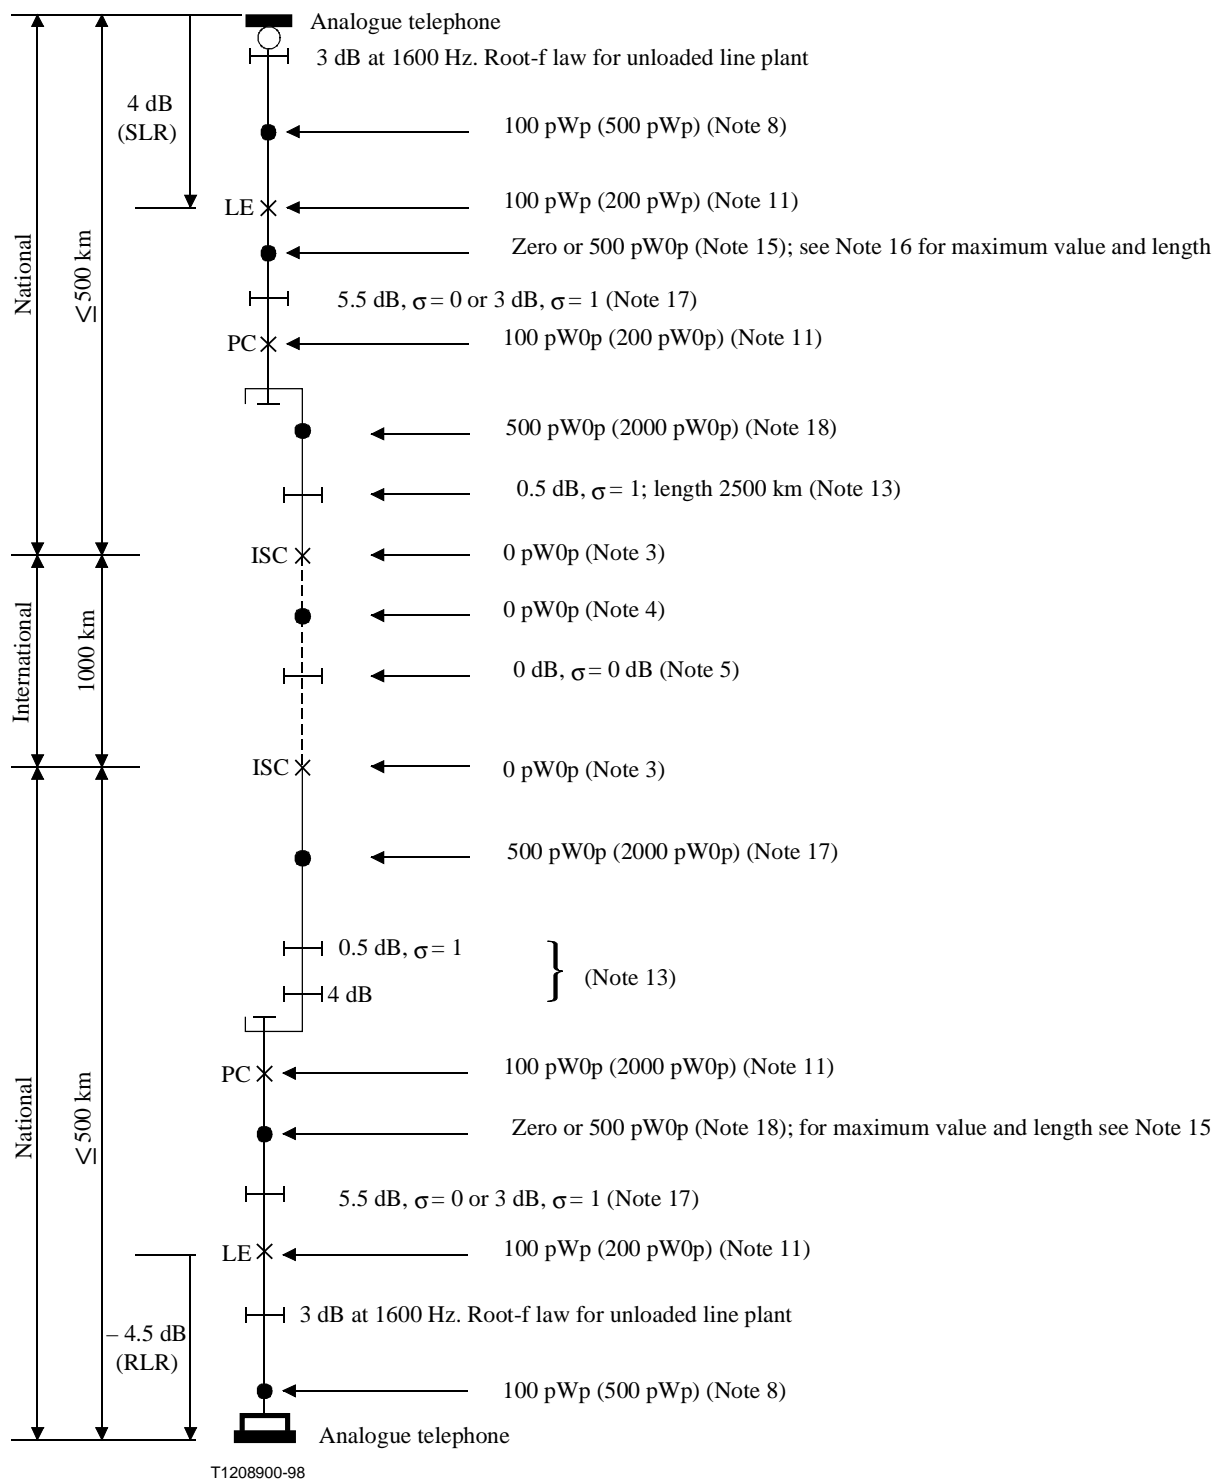 Analogue telephone
3 dB at 1600 Hz. Root-f law for unloaded line plant
4 dB
(SLR)
100 pWp (500 pWp) (Note 8)
LE
100 pWp (200 pWp) (Note 11)
Zero or 500 pW0p (Note 15); see Note 16 for maximum value and length
National
≤ 500 km
5.5 dB, σ = 0 or 3 dB, σ = 1 (Note 17)
PC
100 pW0p (200 pW0p) (Note 11)
500 pW0p (2000 pW0p) (Note 18)
0.5 dB, σ = 1; length 2500 km (Note 13)
ISC
0 pW0p (Note 3)
0 pW0p (Note 4)
International
1000 km
0 dB, σ = 0 dB (Note 5)
ISC
0 pW0p (Note 3)
500 pW0p (2000 pW0p) (Note 17)
0.5 dB, σ = 1
(Note 13)
4 dB
PC
100 pW0p (2000 pW0p) (Note 11)
National
≤ 500 km
Zero or 500 pW0p (Note 18); for maximum value and length see Note 15
5.5 dB, σ = 0 or 3 dB, σ = 1 (Note 17)
LE
100 pWp (200 pW0p) (Note 11)
3 dB at 1600 Hz. Root-f law for unloaded line plant
– 4.5 dB
(RLR)
100 pWp (500 pWp) (Note 8)
Analogue telephone
T1208900-98